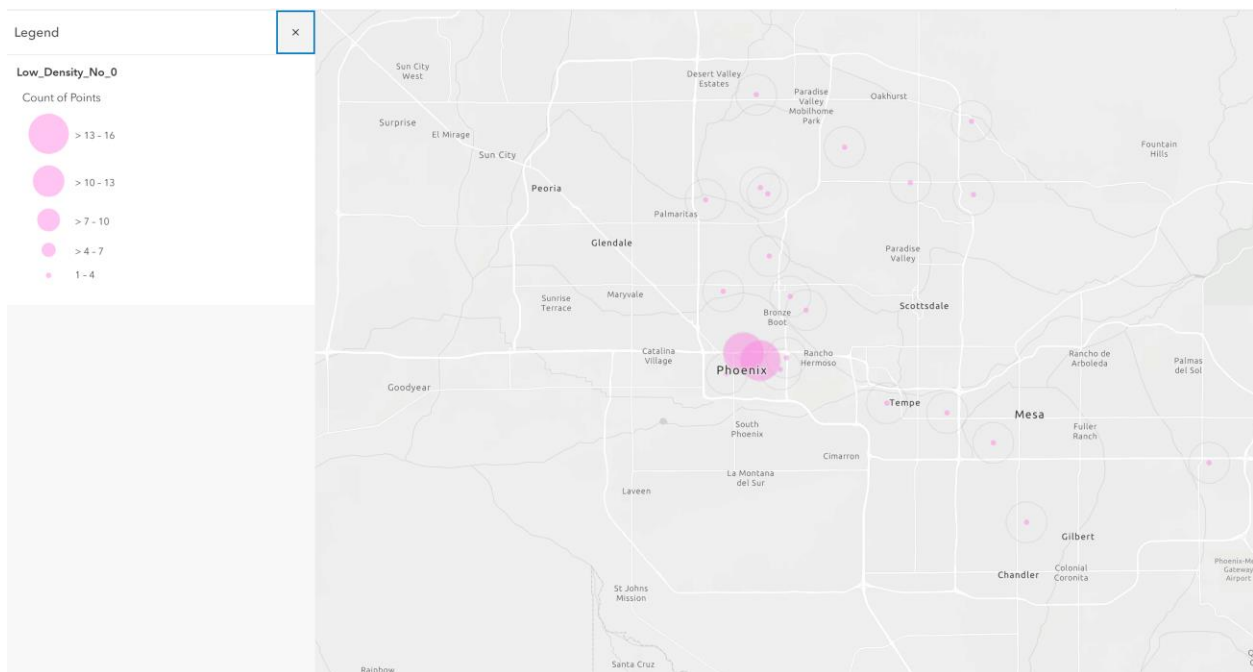 Legend
×
Low_Density_No_0
Count of Points
> 13 - 16
> 10 - 13
> 7 - 10
> 4 - 7
1 - 4
Sun City
West
Desert Valley
Estates
Paradise
Valley
Mobilhome
Park
Oakhurst
Surprise
El Mirage
Fountain
Hills
Sun City
Peoria
Palmaritas
Glendale
Paradise
Valley
Sunrise
Terrace
Maryvale
Bronze
Boot
Scottsdale
Catalina
Village
Rancho
Hermoso
Rancho de
Arboleda
Palmas
del Sol
Phoenix
Goodyear
Tempe
Mesa
South
Phoenix
Fuller
Ranch
Cimarron
La Montana
del Sur
Laveen
Gilbert
Chandler
Colonial
Coronita
Gateway
Airport
St Johns
Mission
Santa Cruz
Rainbow